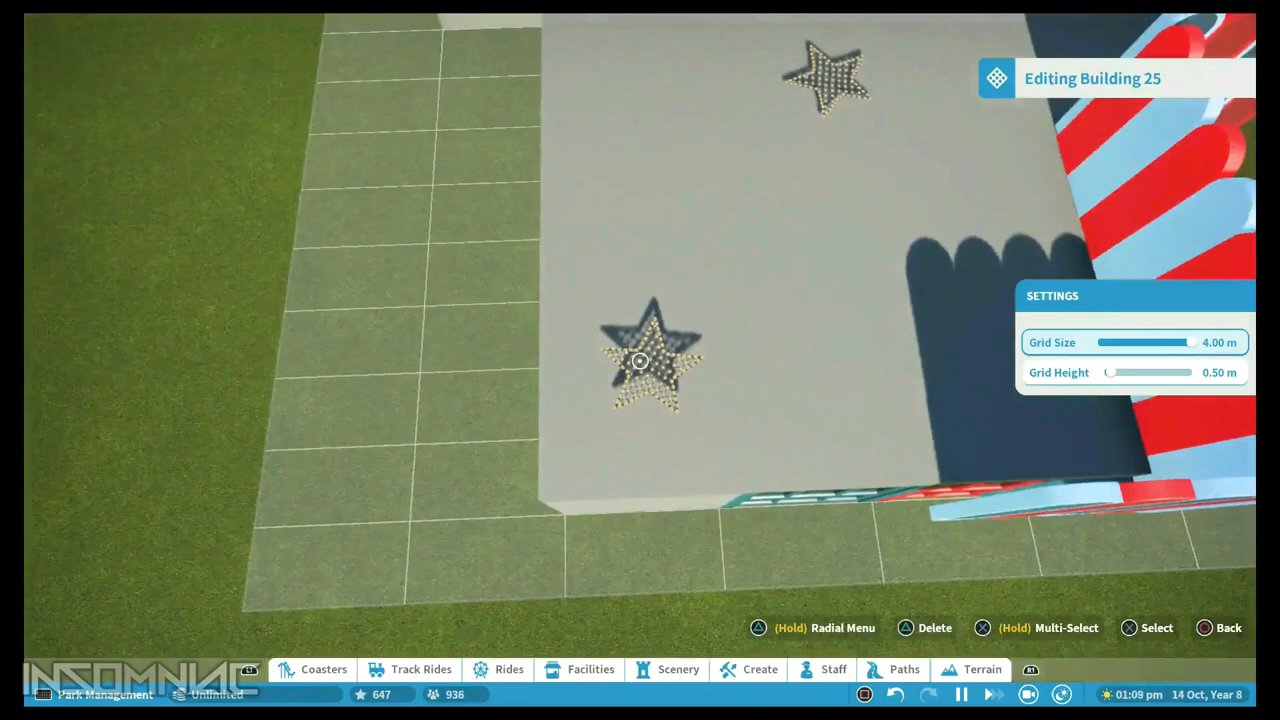 Editing Building 25
SETTINGS
Grid Size 4.00 m
Grid Height 0.50 m
(Hold) Radial Menu Delete (Hold) Multi-Select Select Back
L1 Coasters Track Rides Rides Facilities Scenery Create Staff Paths Terrain R1
INSOMNIAC
Park Management Unlimited 647 936 01:09 pm 14 Oct, Year 8